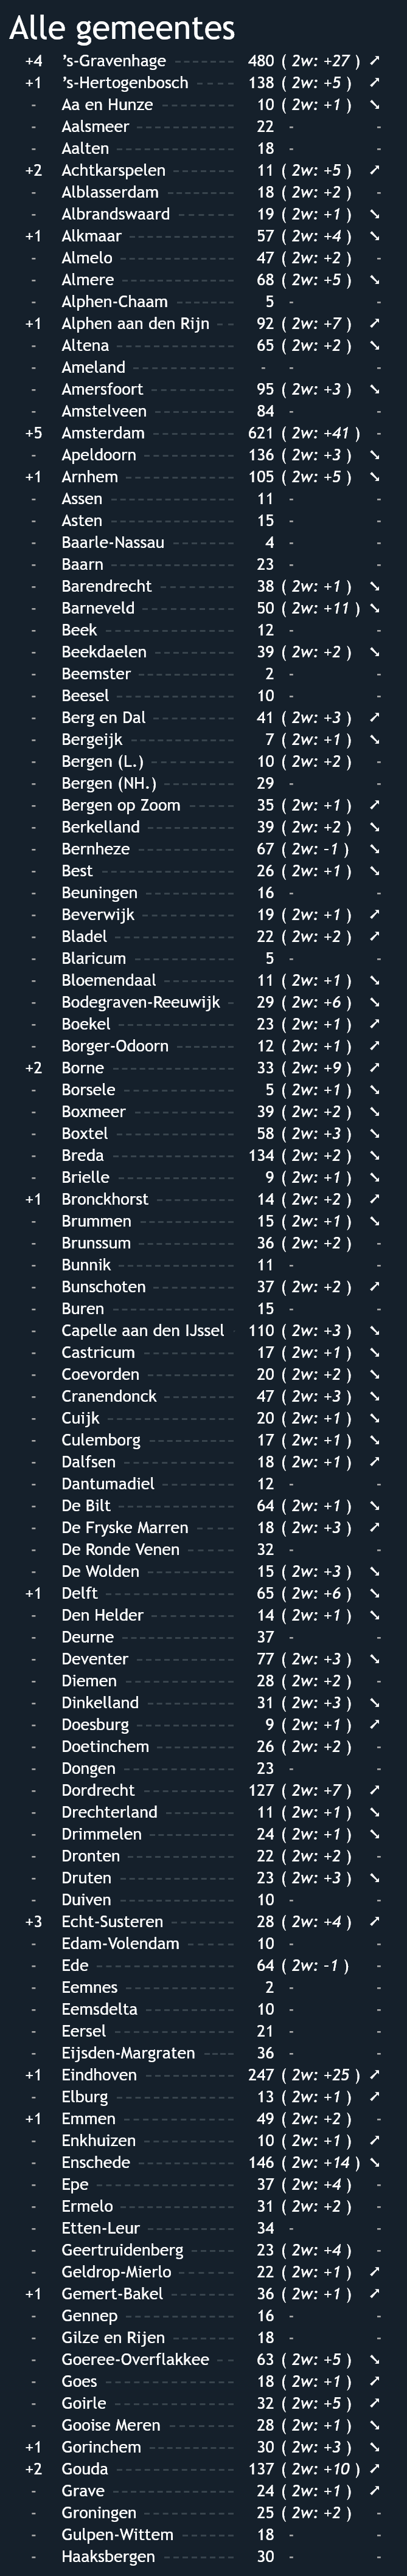 Alle gemeentes
+4 's-Gravenhage 480 ( 2w: +27 ) ➚
+1 's-Hertogenbosch 138 ( 2w: +5 ) ➚
- Aa en Hunze 10 ( 2w: +1 ) ➘
- Aalsmeer 22 - -
- Aalten 18 - -
+2 Achtkarspelen 11 ( 2w: +5 ) ➚
- Alblasserdam 18 ( 2w: +2 ) -
- Albrandswaard 19 ( 2w: +1 ) ➘
+1 Alkmaar 57 ( 2w: +4 ) ➘
- Almelo 47 ( 2w: +2 ) -
- Almere 68 ( 2w: +5 ) ➘
- Alphen-Chaam 5 - -
+1 Alphen aan den Rijn 92 ( 2w: +7 ) ➚
- Altena 65 ( 2w: +2 ) ➘
- Ameland - - -
- Amersfoort 95 ( 2w: +3 ) ➘
- Amstelveen 84 - -
+5 Amsterdam 621 ( 2w: +41 ) -
- Apeldoorn 136 ( 2w: +3 ) ➘
+1 Arnhem 105 ( 2w: +5 ) ➘
- Assen 11 - -
- Asten 15 - -
- Baarle-Nassau 4 - -
- Baarn 23 - -
- Barendrecht 38 ( 2w: +1 ) ➘
- Barneveld 50 ( 2w: +11 ) ➘
- Beek 12 - -
- Beekdaelen 39 ( 2w: +2 ) ➘
- Beemster 2 - -
- Beesel 10 - -
- Berg en Dal 41 ( 2w: +3 ) ➚
- Bergeijk 7 ( 2w: +1 ) ➘
- Bergen (L.) 10 ( 2w: +2 ) -
- Bergen (NH.) 29 - -
- Bergen op Zoom 35 ( 2w: +1 ) ➚
- Berkelland 39 ( 2w: +2 ) ➘
- Bernheze 67 ( 2w: -1 ) ➘
- Best 26 ( 2w: +1 ) ➘
- Beuningen 16 - -
- Beverwijk 19 ( 2w: +1 ) ➚
- Bladel 22 ( 2w: +2 ) ➚
- Blaricum 5 - -
- Bloemendaal 11 ( 2w: +1 ) ➘
- Bodegraven-Reeuwijk 29 ( 2w: +6 ) ➘
- Boekel 23 ( 2w: +1 ) ➚
- Borger-Odoorn 12 ( 2w: +1 ) ➚
+2 Borne 33 ( 2w: +9 ) ➚
- Borsele 5 ( 2w: +1 ) ➘
- Boxmeer 39 ( 2w: +2 ) ➘
- Boxtel 58 ( 2w: +3 ) ➘
- Breda 134 ( 2w: +2 ) ➘
- Brielle 9 ( 2w: +1 ) ➘
+1 Bronckhorst 14 ( 2w: +2 ) ➚
- Brummen 15 ( 2w: +1 ) ➘
- Brunssum 36 ( 2w: +2 ) -
- Bunnik 11 - -
- Bunschoten 37 ( 2w: +2 ) ➚
- Buren 15 - -
- Capelle aan den IJssel 110 ( 2w: +3 ) ➘
- Castricum 17 ( 2w: +1 ) ➘
- Coevorden 20 ( 2w: +2 ) ➘
- Cranendonck 47 ( 2w: +3 ) ➘
- Cuijk 20 ( 2w: +1 ) ➘
- Culemborg 17 ( 2w: +1 ) ➘
- Dalfsen 18 ( 2w: +1 ) ➚
- Dantumadiel 12 - -
- De Bilt 64 ( 2w: +1 ) ➘
- De Fryske Marren 18 ( 2w: +3 ) ➚
- De Ronde Venen 32 - -
- De Wolden 15 ( 2w: +3 ) ➘
+1 Delft 65 ( 2w: +6 ) ➘
- Den Helder 14 ( 2w: +1 ) ➘
- Deurne 37 - -
- Deventer 77 ( 2w: +3 ) ➘
- Diemen 28 ( 2w: +2 ) -
- Dinkelland 31 ( 2w: +3 ) ➘
- Doesburg 9 ( 2w: +1 ) ➚
- Doetinchem 26 ( 2w: +2 ) -
- Dongen 23 - -
- Dordrecht 127 ( 2w: +7 ) ➚
- Drechterland 11 ( 2w: +1 ) ➘
- Drimmelen 24 ( 2w: +1 ) ➘
- Dronten 22 ( 2w: +2 ) -
- Druten 23 ( 2w: +3 ) ➘
- Duiven 10 - -
+3 Echt-Susteren 28 ( 2w: +4 ) ➚
- Edam-Volendam 10 - -
- Ede 64 ( 2w: -1 ) -
- Eemnes 2 - -
- Eemsdelta 10 - -
- Eersel 21 - -
- Eijsden-Margraten 36 - -
+1 Eindhoven 247 ( 2w: +25 ) ➚
- Elburg 13 ( 2w: +1 ) ➚
+1 Emmen 49 ( 2w: +2 ) -
- Enkhuizen 10 ( 2w: +1 ) ➚
- Enschede 146 ( 2w: +14 ) ➘
- Epe 37 ( 2w: +4 ) -
- Ermelo 31 ( 2w: +2 ) -
- Etten-Leur 34 - -
- Geertruidenberg 23 ( 2w: +4 ) -
- Geldrop-Mierlo 22 ( 2w: +1 ) ➚
+1 Gemert-Bakel 36 ( 2w: +1 ) ➚
- Gennep 16 - -
- Gilze en Rijen 18 - -
- Goeree-Overflakkee 63 ( 2w: +5 ) ➘
- Goes 18 ( 2w: +1 ) ➚
- Goirle 32 ( 2w: +5 ) ➚
- Gooise Meren 28 ( 2w: +1 ) ➘
+1 Gorinchem 30 ( 2w: +3 ) ➘
+2 Gouda 137 ( 2w: +10 ) ➚
- Grave 24 ( 2w: +1 ) ➚
- Groningen 25 ( 2w: +2 ) -
- Gulpen-Wittem 18 - -
- Haaksbergen 30 - -